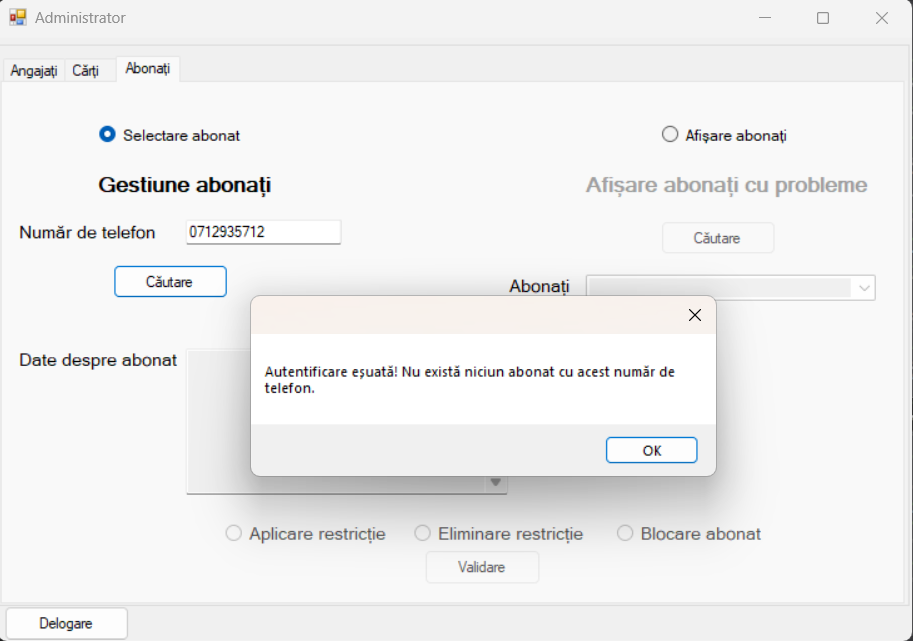 Administrator
Angajați Cărți Abonați
Selectare abonat
Afișare abonați
Gestiune abonați
Afișare abonați cu probleme
Număr de telefon 0712935712
Căutare
Căutare
Abonați
Date despre abonat
Autentificare eșuată! Nu există niciun abonat cu acest număr de
telefon.
OK
Aplicare restricție Eliminare restricție Blocare abonat
Validare
Delogare